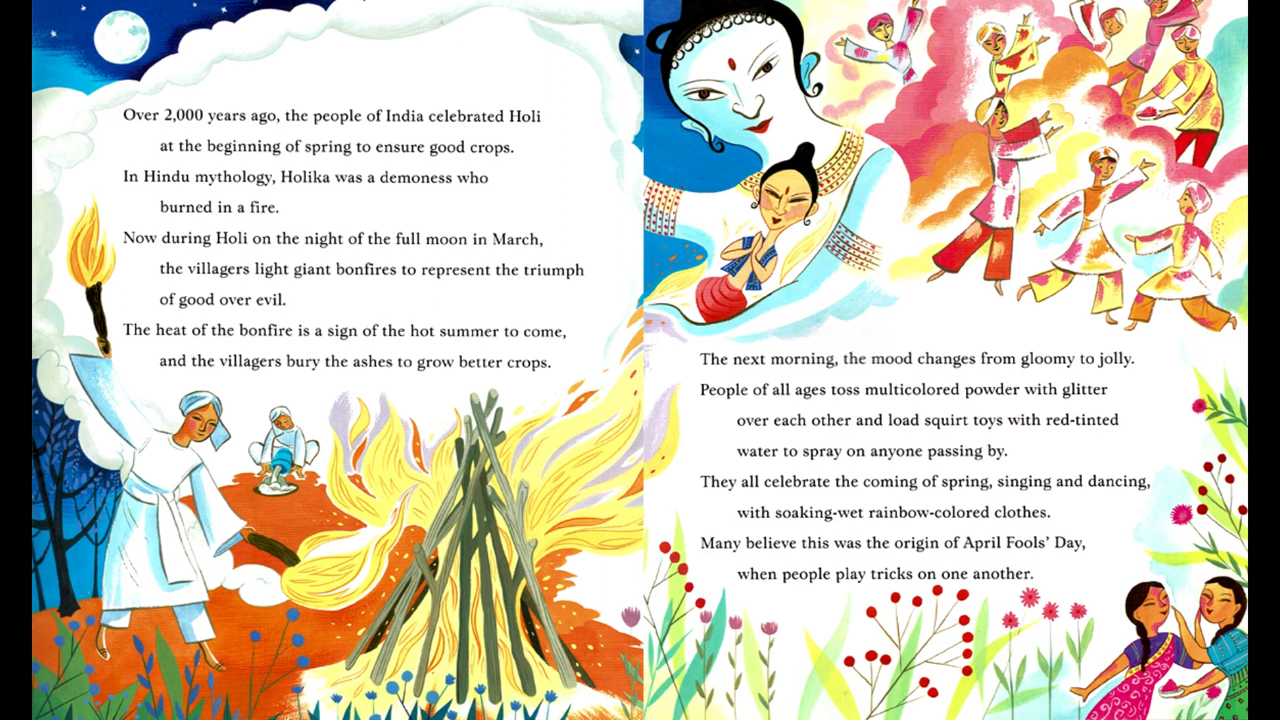 Over 2,000 years ago, the people of India celebrated Holi
at the beginning of spring to ensure good crops.
In Hindu mythology, Holika was a demoness who
burned in a fire.
Now during Holi on the night of the full moon in March,
the villagers light giant bonfires to represent the triumph
of good over evil.
The heat of the bonfire is a sign of the hot summer to come,
and the villagers bury the ashes to grow better crops.
The next morning, the mood changes from gloomy to jolly.
People of all ages toss multicolored powder with glitter
over each other and load squirt toys with red-tinted
water to spray on anyone passing by.
They all celebrate the coming of spring, singing and dancing,
with soaking-wet rainbow-colored clothes.
Many believe this was the origin of April Fools' Day,
when people play tricks on one another.